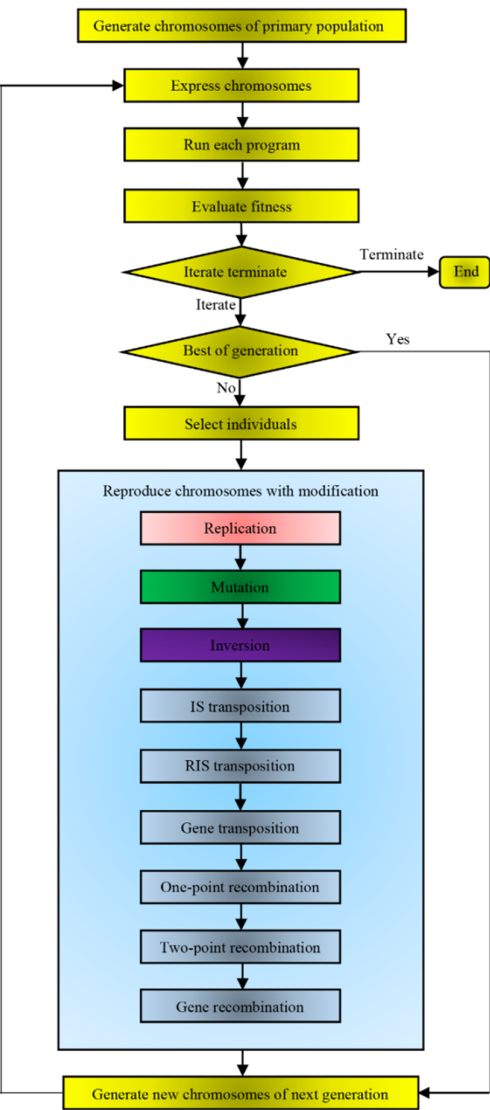 Generate chromosomes of primary population
Express chromosomes
Run each program
Evaluate fitness
Iterate terminate
Terminate
End
Iterate
Best of generation
Yes
No
Select individuals
Reproduce chromosomes with modification
Replication
Mutation
Inversion
IS transposition
RIS transposition
Gene transposition
One-point recombination
Two-point recombination
Gene recombination
Generate new chromosomes of next generation